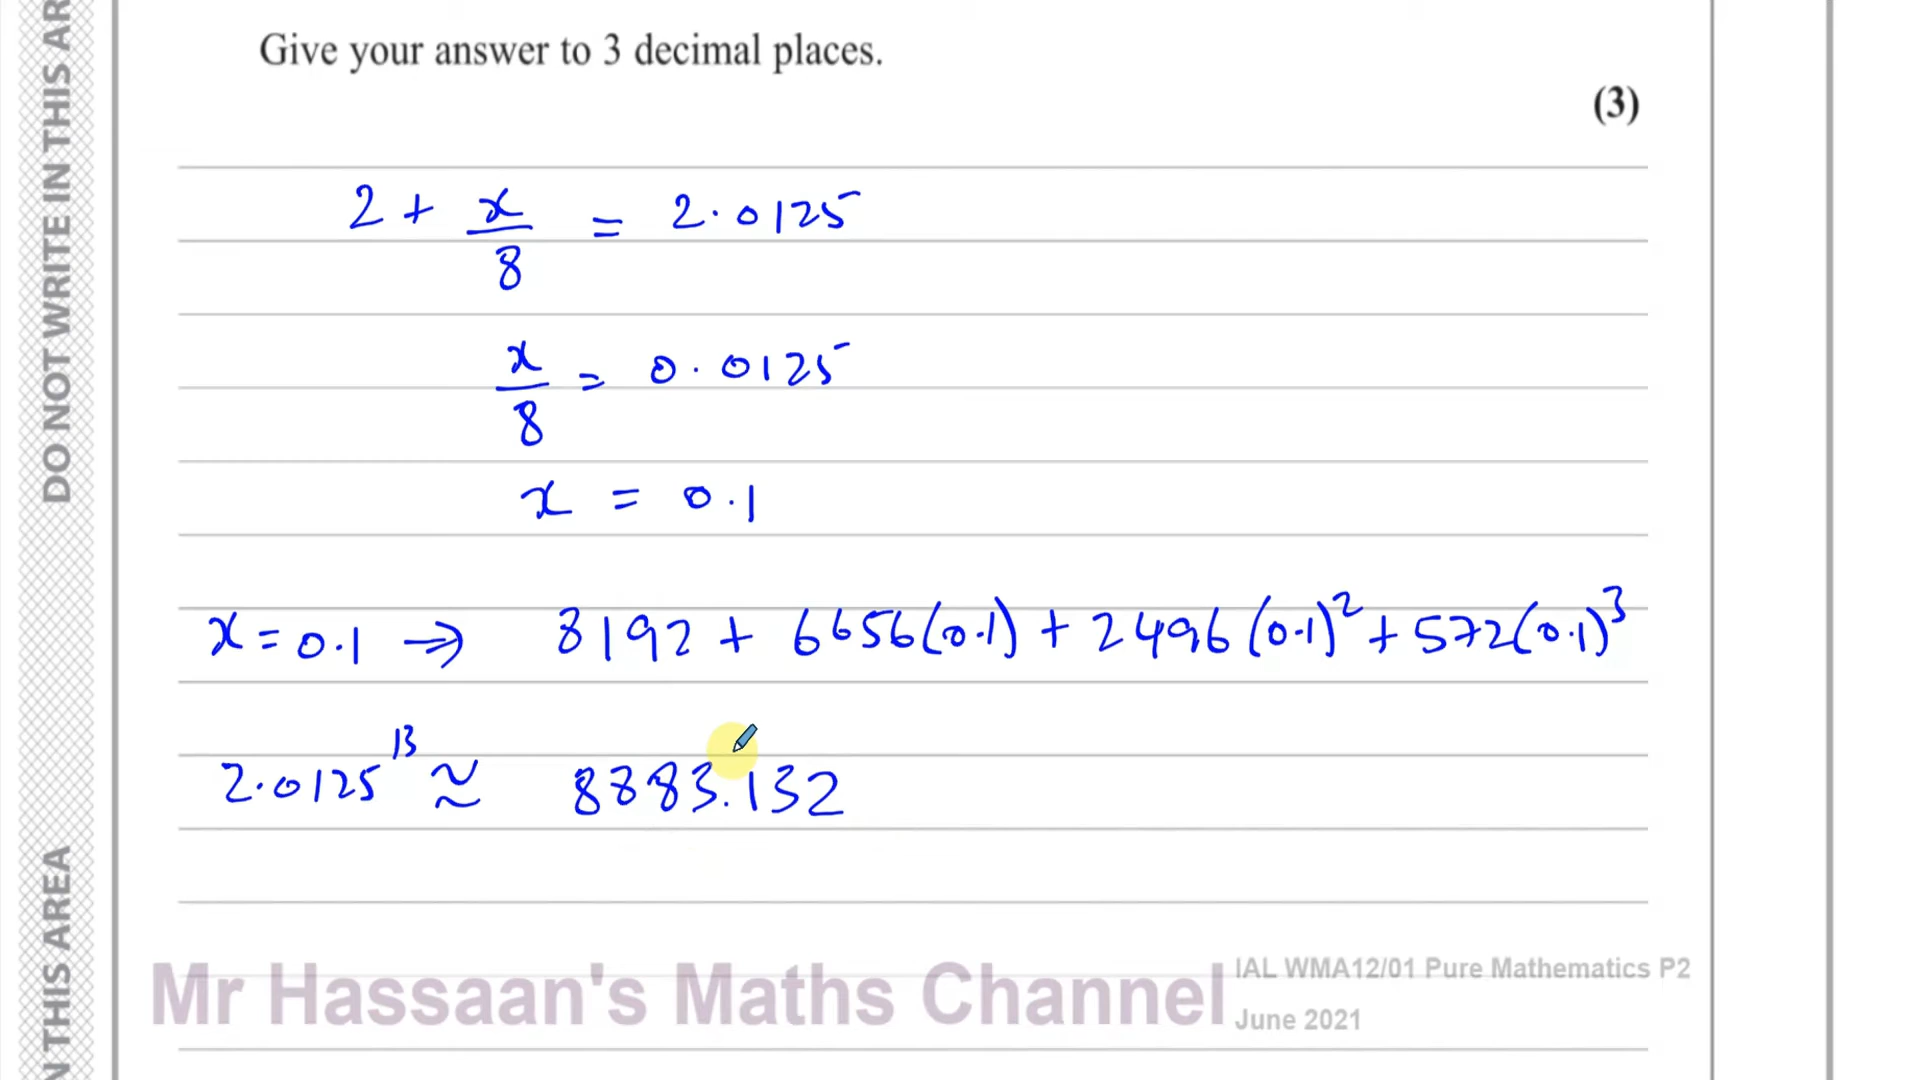 DO NOT WRITE IN THIS AR
Give your answer to 3 decimal places.
(3)
2 + x/8 = 2.0125
x/8 = 0.0125
x = 0.1
x = 0.1 ⇒ 8192 + 6656(0.1) + 2496(0.1)² + 572(0.1)³
2.0125¹³ ≈ 8883.132
N THIS AREA
Mr Hassaan's Maths Channel
IAL WMA12/01 Pure Mathematics P2
June 2021